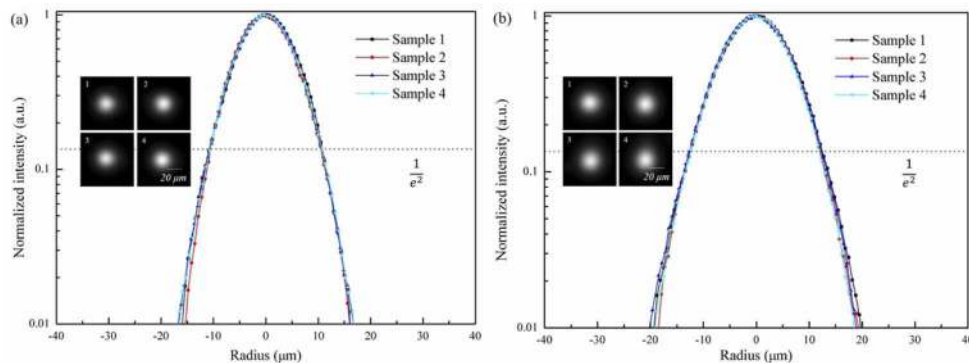 (a)
1
Normalized intensity (a.u.)
0.1
0.01
Sample 1
Sample 2
Sample 3
Sample 4
1
2
3
4
20 μm
1
e²
-40 -30 -20 -10 0 10 20 30 40
Radius (μm)
(b)
1
Normalized intensity (a.u.)
0.1
0.01
Sample 1
Sample 2
Sample 3
Sample 4
1
2
3
4
20 μm
1
e²
-40 -30 -20 -10 0 10 20 30 40
Radius (μm)